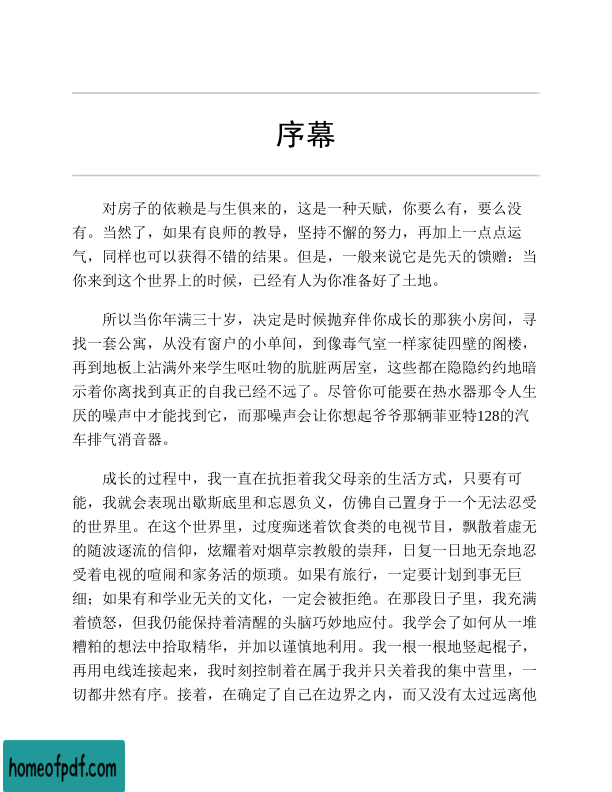 序幕
对房子的依赖是与生俱来的，这是一种天赋，你要么有，要么没
有。当然了，如果有良师的教导，坚持不懈的努力，再加上一点点运
气，同样也可以获得不错的结果。但是，一般来说它是先天的馈赠：当
你来到这个世界上的时候，已经有人为你准备好了土地。
所以当你年满三十岁，决定是时候抛弃伴你成长的那狭小房间，寻
找一套公寓，从没有窗户的小单间，到像毒气室一样家徒四壁的阁楼，
再到地板上沾满外来学生呕吐物的肮脏两居室，这些都在隐隐约约地暗
示着你离找到真正的自我已经不远了。尽管你可能要在热水器那令人生
厌的噪声中才能找到它，而那噪声会让你想起爷爷那辆菲亚特128的汽
车排气消音器。
成长的过程中，我一直在抗拒着我父母亲的生活方式，只要有可
能，我就会表现出歇斯底里和忘恩负义，仿佛自己置身于一个无法忍受
的世界里。在这个世界里，过度痴迷着饮食类的电视节目，飘散着虚无
的随波逐流的信仰，炫耀着对烟草宗教般的崇拜，日复一日地无奈地忍
受着电视的喧闹和家务活的烦琐。如果有旅行，一定要计划到事无巨
细；如果有和学业无关的文化，一定会被拒绝。在那段日子里，我充满
着愤怒，但我仍能保持着清醒的头脑巧妙地应付。我学会了如何从一堆
糟粕的想法中拾取精华，并加以谨慎地利用。我一根一根地竖起棍子，
再用电线连接起来，我时刻控制着在属于我并只关着我的集中营里，一
切都井然有序。接着，在确定了自己在边界之内，而又没有太过远离他
homeofpdf.com